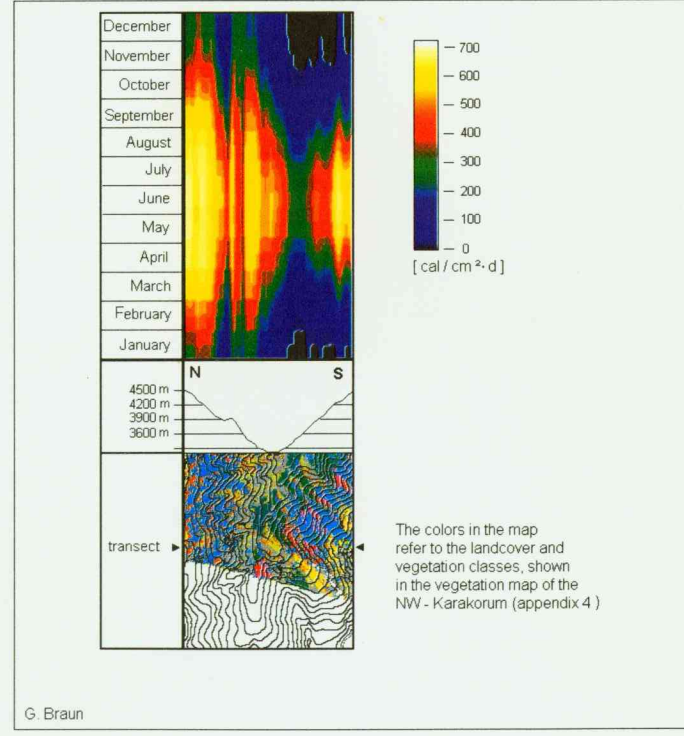 December
November
October
September
August
July
June
May
April
March
February
January
700
600
500
400
300
200
100
0
[ cal / cm ²· d ]
N S
4500 m
4200 m
3900 m
3600 m
transect
The colors in the map
refer to the landcover and
vegetation classes, shown
in the vegetation map of the
NW - Karakorum (appendix 4 )
G. Braun